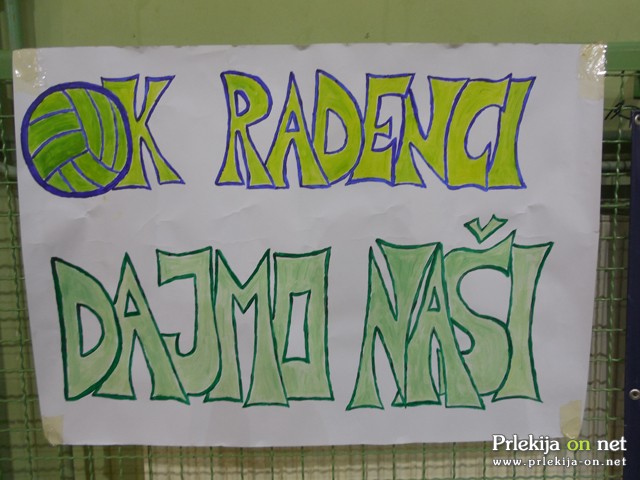 OK RADENCI
DAJMO NAŠI
Prlekija on net
www.prlekija-on.net